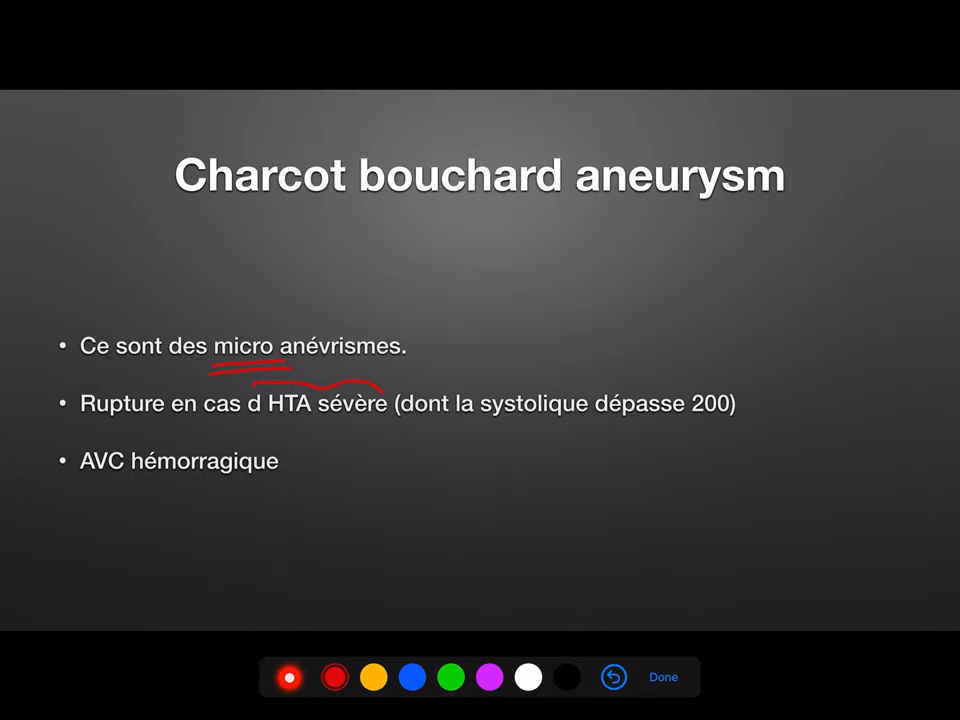 Charcot bouchard aneurysm
• Ce sont des micro anévrismes.
• Rupture en cas d HTA sévère (dont la systolique dépasse 200)
• AVC hémorragique
Done